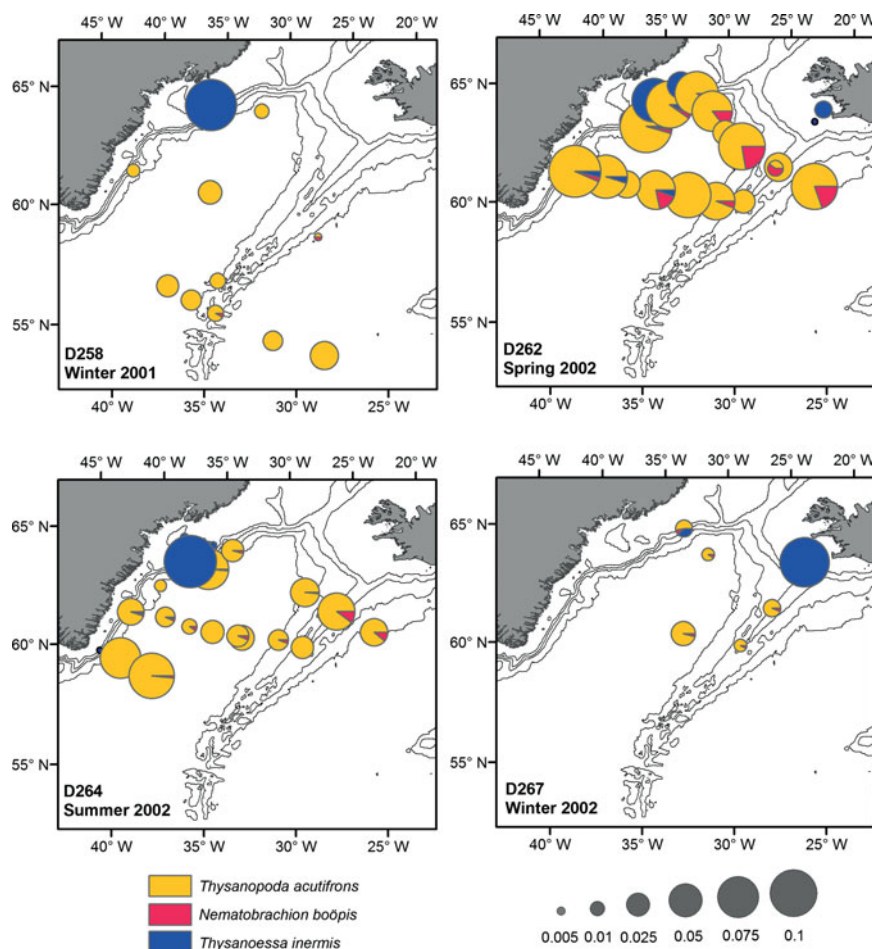 45° W 40° W 35° W 30° W 25° W 20° W
65° N
60° N
55° N
D258
Winter 2001
40° W 35° W 30° W 25° W
45° W 40° W 35° W 30° W 25° W 20° W
65° N
60° N
55° N
D262
Spring 2002
40° W 35° W 30° W 25° W
45° W 40° W 35° W 30° W 25° W 20° W
65° N
60° N
55° N
D264
Summer 2002
40° W 35° W 30° W 25° W
45° W 40° W 35° W 30° W 25° W 20° W
65° N
60° N
55° N
D267
Winter 2002
40° W 35° W 30° W 25° W
Thysanopoda acutifrons
Nematobrachion boöpis
Thysanoessa inermis
0.005 0.01 0.025 0.05 0.075 0.1